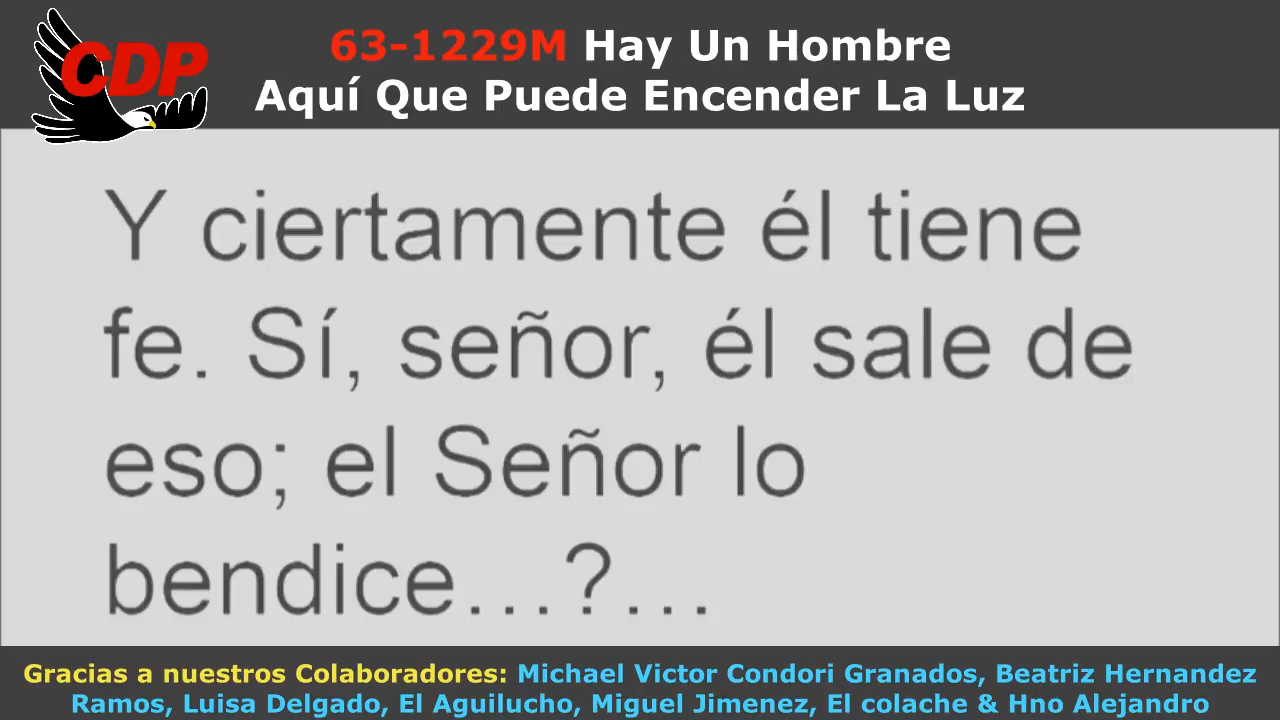 CDP
63-1229M Hay Un Hombre
Aquí Que Puede Encender La Luz
Y ciertamente él tiene
fe. Sí, señor, él sale de
eso; el Señor lo
bendice...?...
Gracias a nuestros Colaboradores: Michael Victor Condori Granados, Beatriz Hernandez
Ramos, Luisa Delgado, El Aguilucho, Miguel Jimenez, El colache & Hno Alejandro